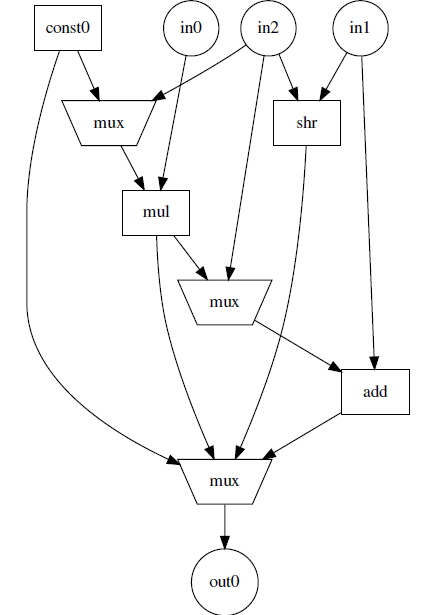 const0
in0
in2
in1
mux
shr
mul
mux
add
mux
out0